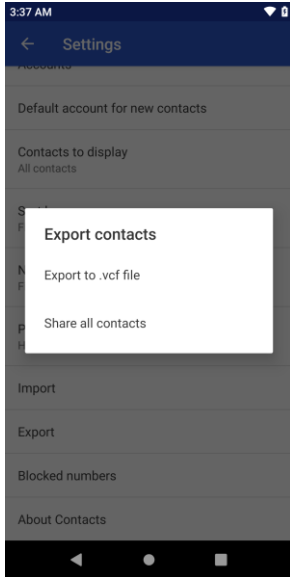 3:37 AM
Settings
Accounts
Default account for new contacts
Contacts to display
All contacts
S
F
Export contacts
N
Export to .vcf file
F
P
Share all contacts
H
Import
Export
Blocked numbers
About Contacts